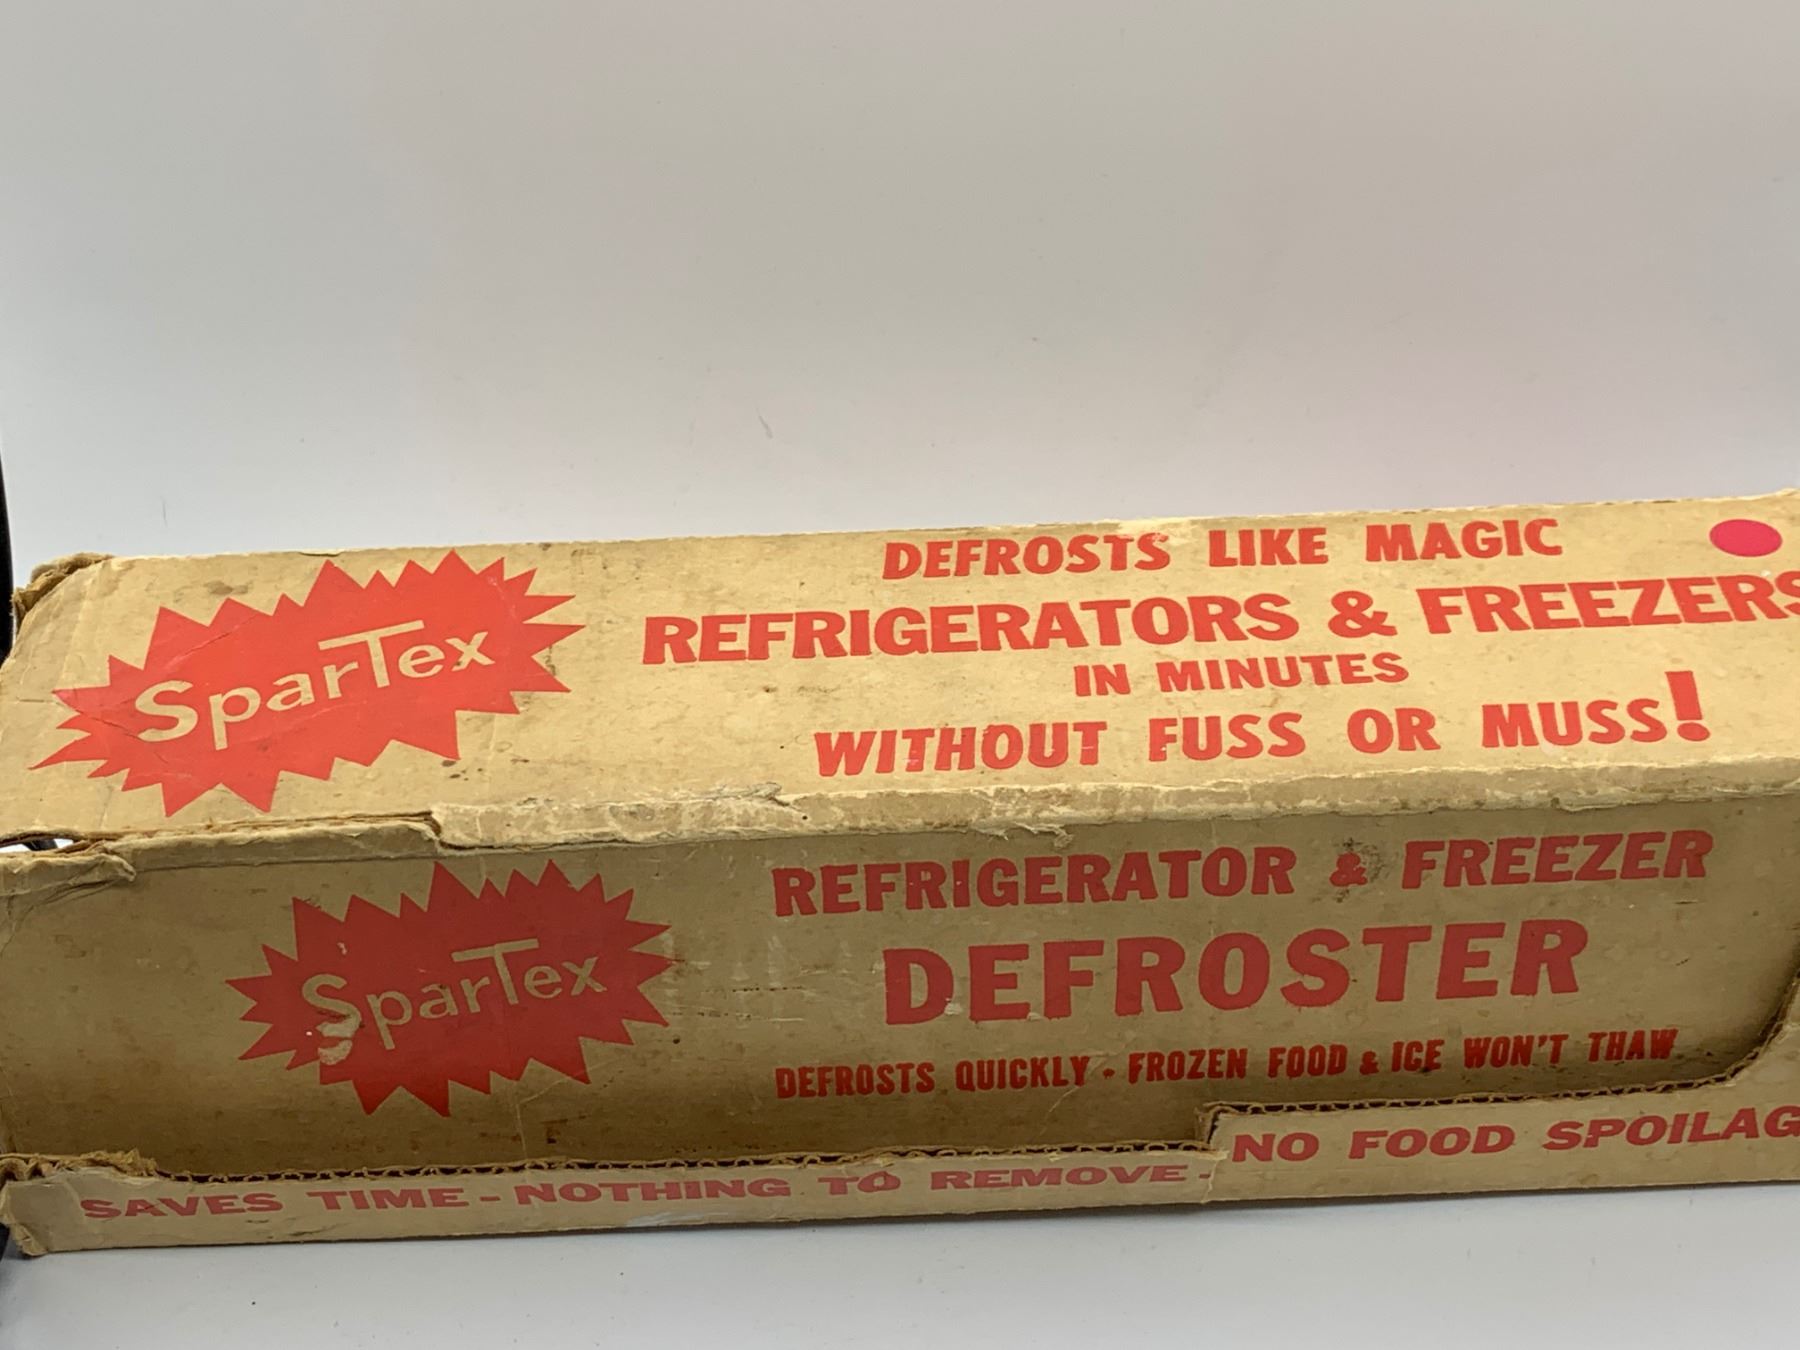 SparTex
DEFROSTS LIKE MAGIC
REFRIGERATORS & FREEZERS
IN MINUTES
WITHOUT FUSS OR MUSS!
SparTex
REFRIGERATOR & FREEZER
DEFROSTER
DEFROSTS QUICKLY - FROZEN FOOD & ICE WON'T THAW
SAVES TIME - NOTHING TO REMOVE - NO FOOD SPOILAG